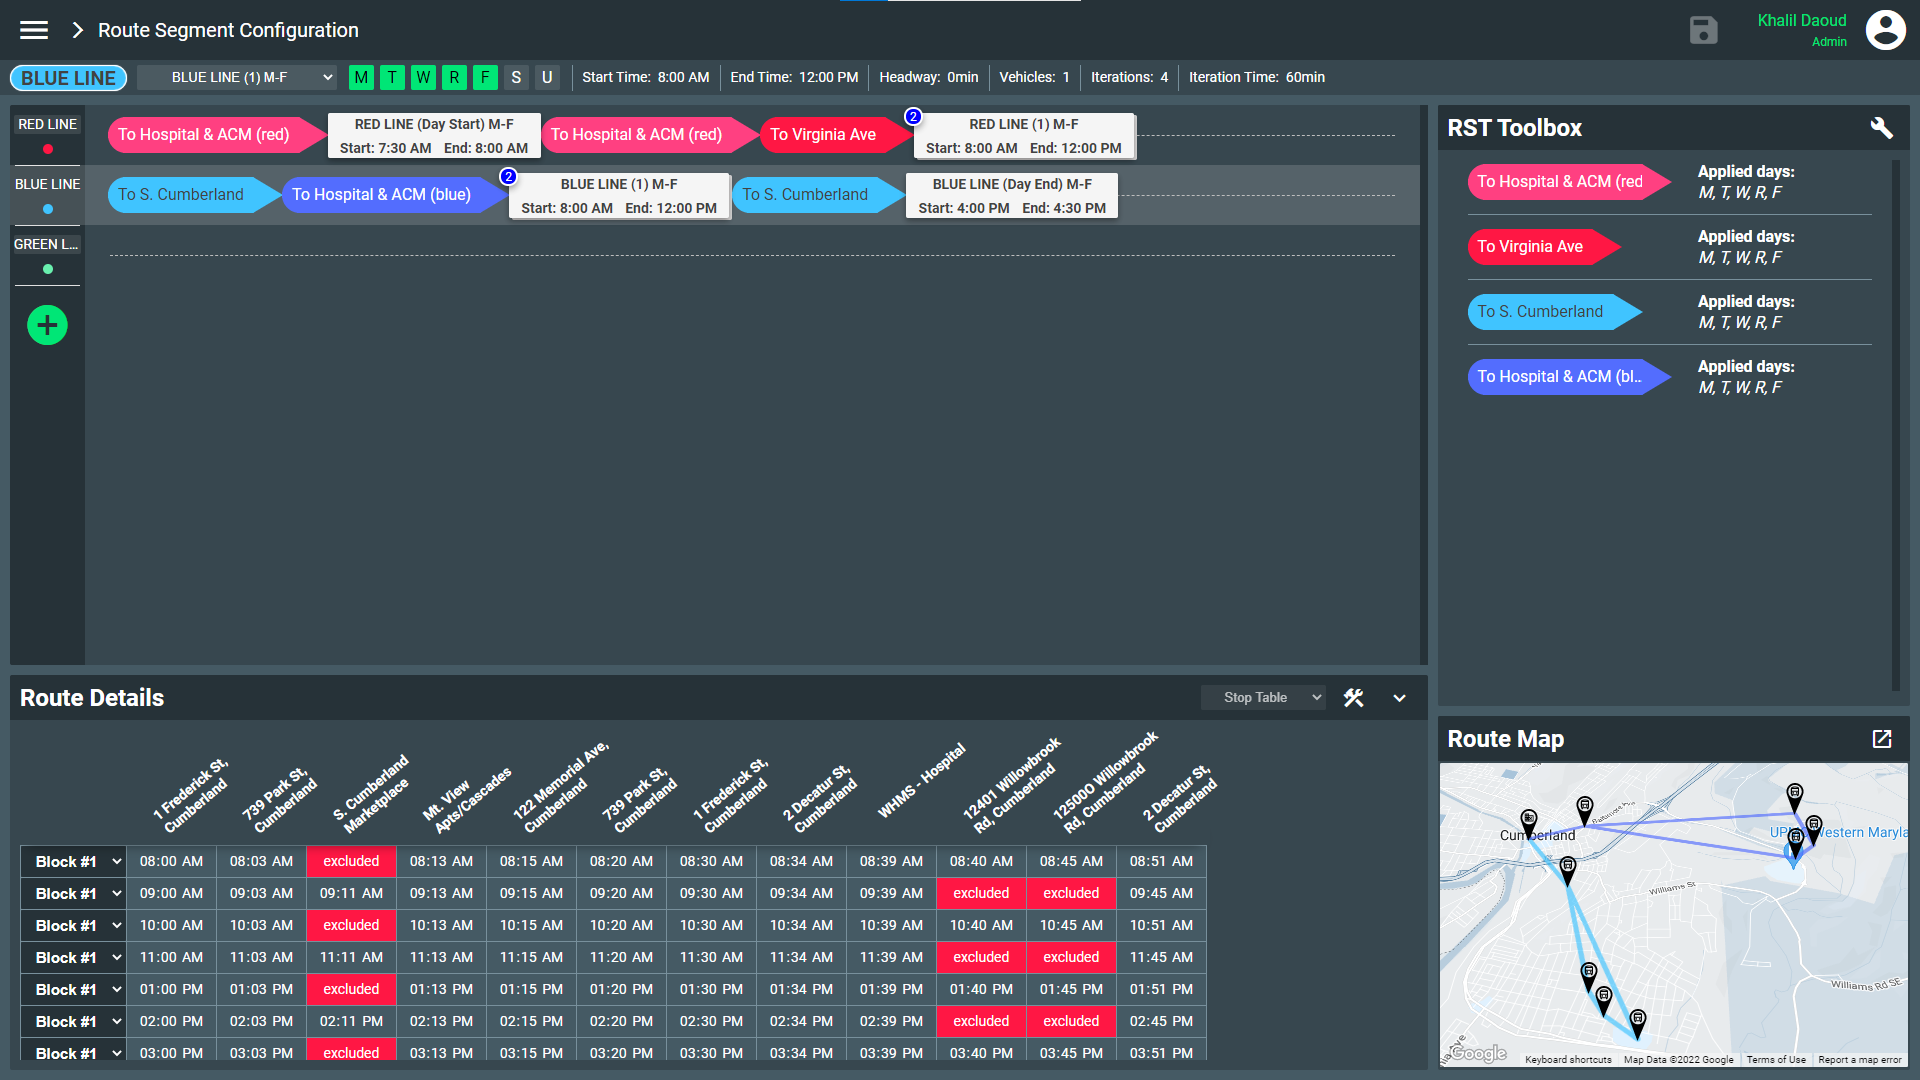 Route Segment Configuration
Khalil Daoud
Admin
BLUE LINE
BLUE LINE (1) M-F
M T W R F S U
Start Time: 8:00 AM
End Time: 12:00 PM
Headway: 0min
Vehicles: 1
Iterations: 4
Iteration Time: 60min
RED LINE
To Hospital & ACM (red)
RED LINE (Day Start) M-F
Start: 7:30 AM End: 8:00 AM
To Hospital & ACM (red)
To Virginia Ave
2
RED LINE (1) M-F
Start: 8:00 AM End: 12:00 PM
BLUE LINE
To S. Cumberland
To Hospital & ACM (blue)
2
BLUE LINE (1) M-F
Start: 8:00 AM End: 12:00 PM
To S. Cumberland
BLUE LINE (Day End) M-F
Start: 4:00 PM End: 4:30 PM
GREEN L...
RST Toolbox
To Hospital & ACM (red
Applied days:
M, T, W, R, F
To Virginia Ave
Applied days:
M, T, W, R, F
To S. Cumberland
Applied days:
M, T, W, R, F
To Hospital & ACM (bl...
Applied days:
M, T, W, R, F
Route Details
Stop Table
1 Frederick St,
Cumberland
739 Park St,
Cumberland
S. Cumberland
Marketplace
Mt. View
Apts/Cascades
122 Memorial Ave,
Cumberland
739 Park St,
Cumberland
1 Frederick St,
Cumberland
2 Decatur St,
Cumberland
WHMS - Hospital
12401 Willowbrook
Rd, Cumberland
12500O Willowbrook
Rd, Cumberland
2 Decatur St,
Cumberland
Block #1 08:00 AM 08:03 AM excluded 08:13 AM 08:15 AM 08:20 AM 08:30 AM 08:34 AM 08:39 AM 08:40 AM 08:45 AM 08:51 AM
Block #1 09:00 AM 09:03 AM 09:11 AM 09:13 AM 09:15 AM 09:20 AM 09:30 AM 09:34 AM 09:39 AM excluded excluded 09:45 AM
Block #1 10:00 AM 10:03 AM excluded 10:13 AM 10:15 AM 10:20 AM 10:30 AM 10:34 AM 10:39 AM 10:40 AM 10:45 AM 10:51 AM
Block #1 11:00 AM 11:03 AM 11:11 AM 11:13 AM 11:15 AM 11:20 AM 11:30 AM 11:34 AM 11:39 AM excluded excluded 11:45 AM
Block #1 01:00 PM 01:03 PM excluded 01:13 PM 01:15 PM 01:20 PM 01:30 PM 01:34 PM 01:39 PM 01:40 PM 01:45 PM 01:51 PM
Block #1 02:00 PM 02:03 PM 02:11 PM 02:13 PM 02:15 PM 02:20 PM 02:30 PM 02:34 PM 02:39 PM excluded excluded 02:45 PM
Block #1 03:00 PM 03:03 PM excluded 03:13 PM 03:15 PM 03:20 PM 03:30 PM 03:34 PM 03:39 PM 03:40 PM 03:45 PM 03:51 PM
Route Map
Cumberland
Western Maryla
Williams St
Williams Rd SE
Google
Keyboard shortcuts
Map Data ©2022 Google
Terms of Use
Report a map error